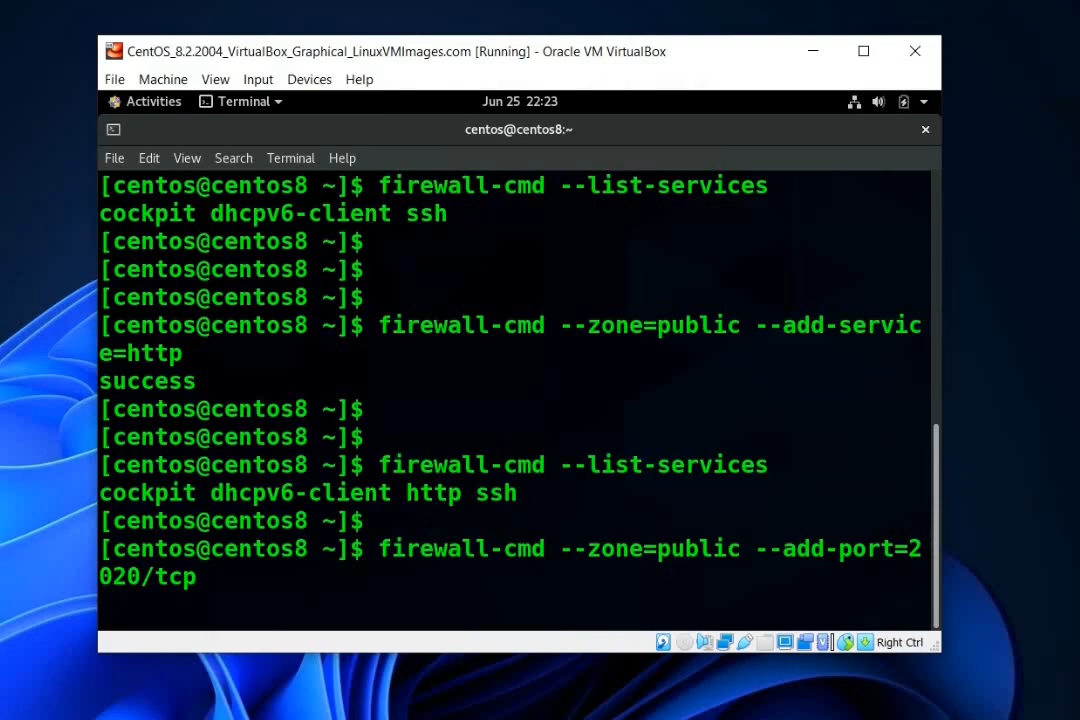 CentOS_8.2.2004_VirtualBox_Graphical_LinuxVMImages.com [Running] - Oracle VM VirtualBox
File Machine View Input Devices Help
Activities Terminal Jun 25 22:23
centos@centos8:~
File Edit View Search Terminal Help
[centos@centos8 ~]$ firewall-cmd --list-services
cockpit dhcpv6-client ssh
[centos@centos8 ~]$
[centos@centos8 ~]$
[centos@centos8 ~]$
[centos@centos8 ~]$ firewall-cmd --zone=public --add-servic
e=http
success
[centos@centos8 ~]$
[centos@centos8 ~]$
[centos@centos8 ~]$ firewall-cmd --list-services
cockpit dhcpv6-client http ssh
[centos@centos8 ~]$
[centos@centos8 ~]$ firewall-cmd --zone=public --add-port=2
020/tcp
Right Ctrl